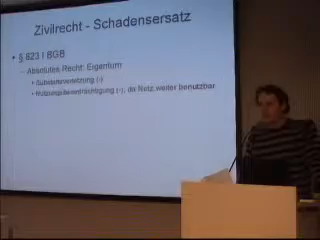 Zivilrecht - Schadensersatz
• § 823 I BGB
– Absolutes Recht: Eigentum
• Substanzverletzung (-)
• Nutzungsbeeinträchtigung (-), da Netz weiter benutzbar